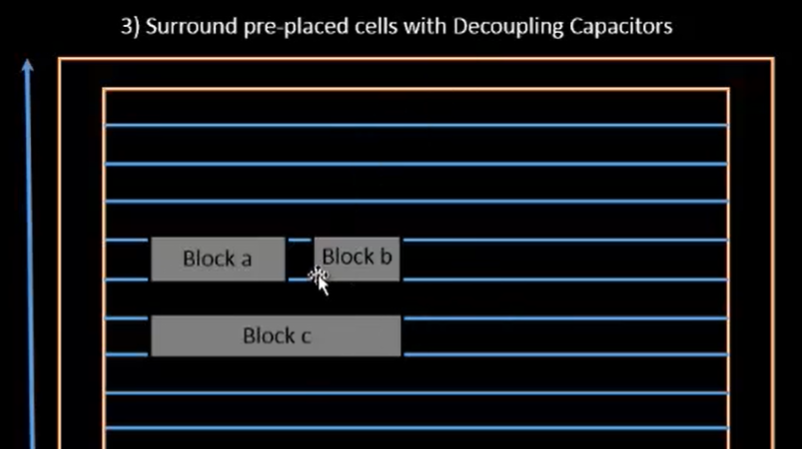 3) Surround pre-placed cells with Decoupling Capacitors
Block a
Block b
Block c